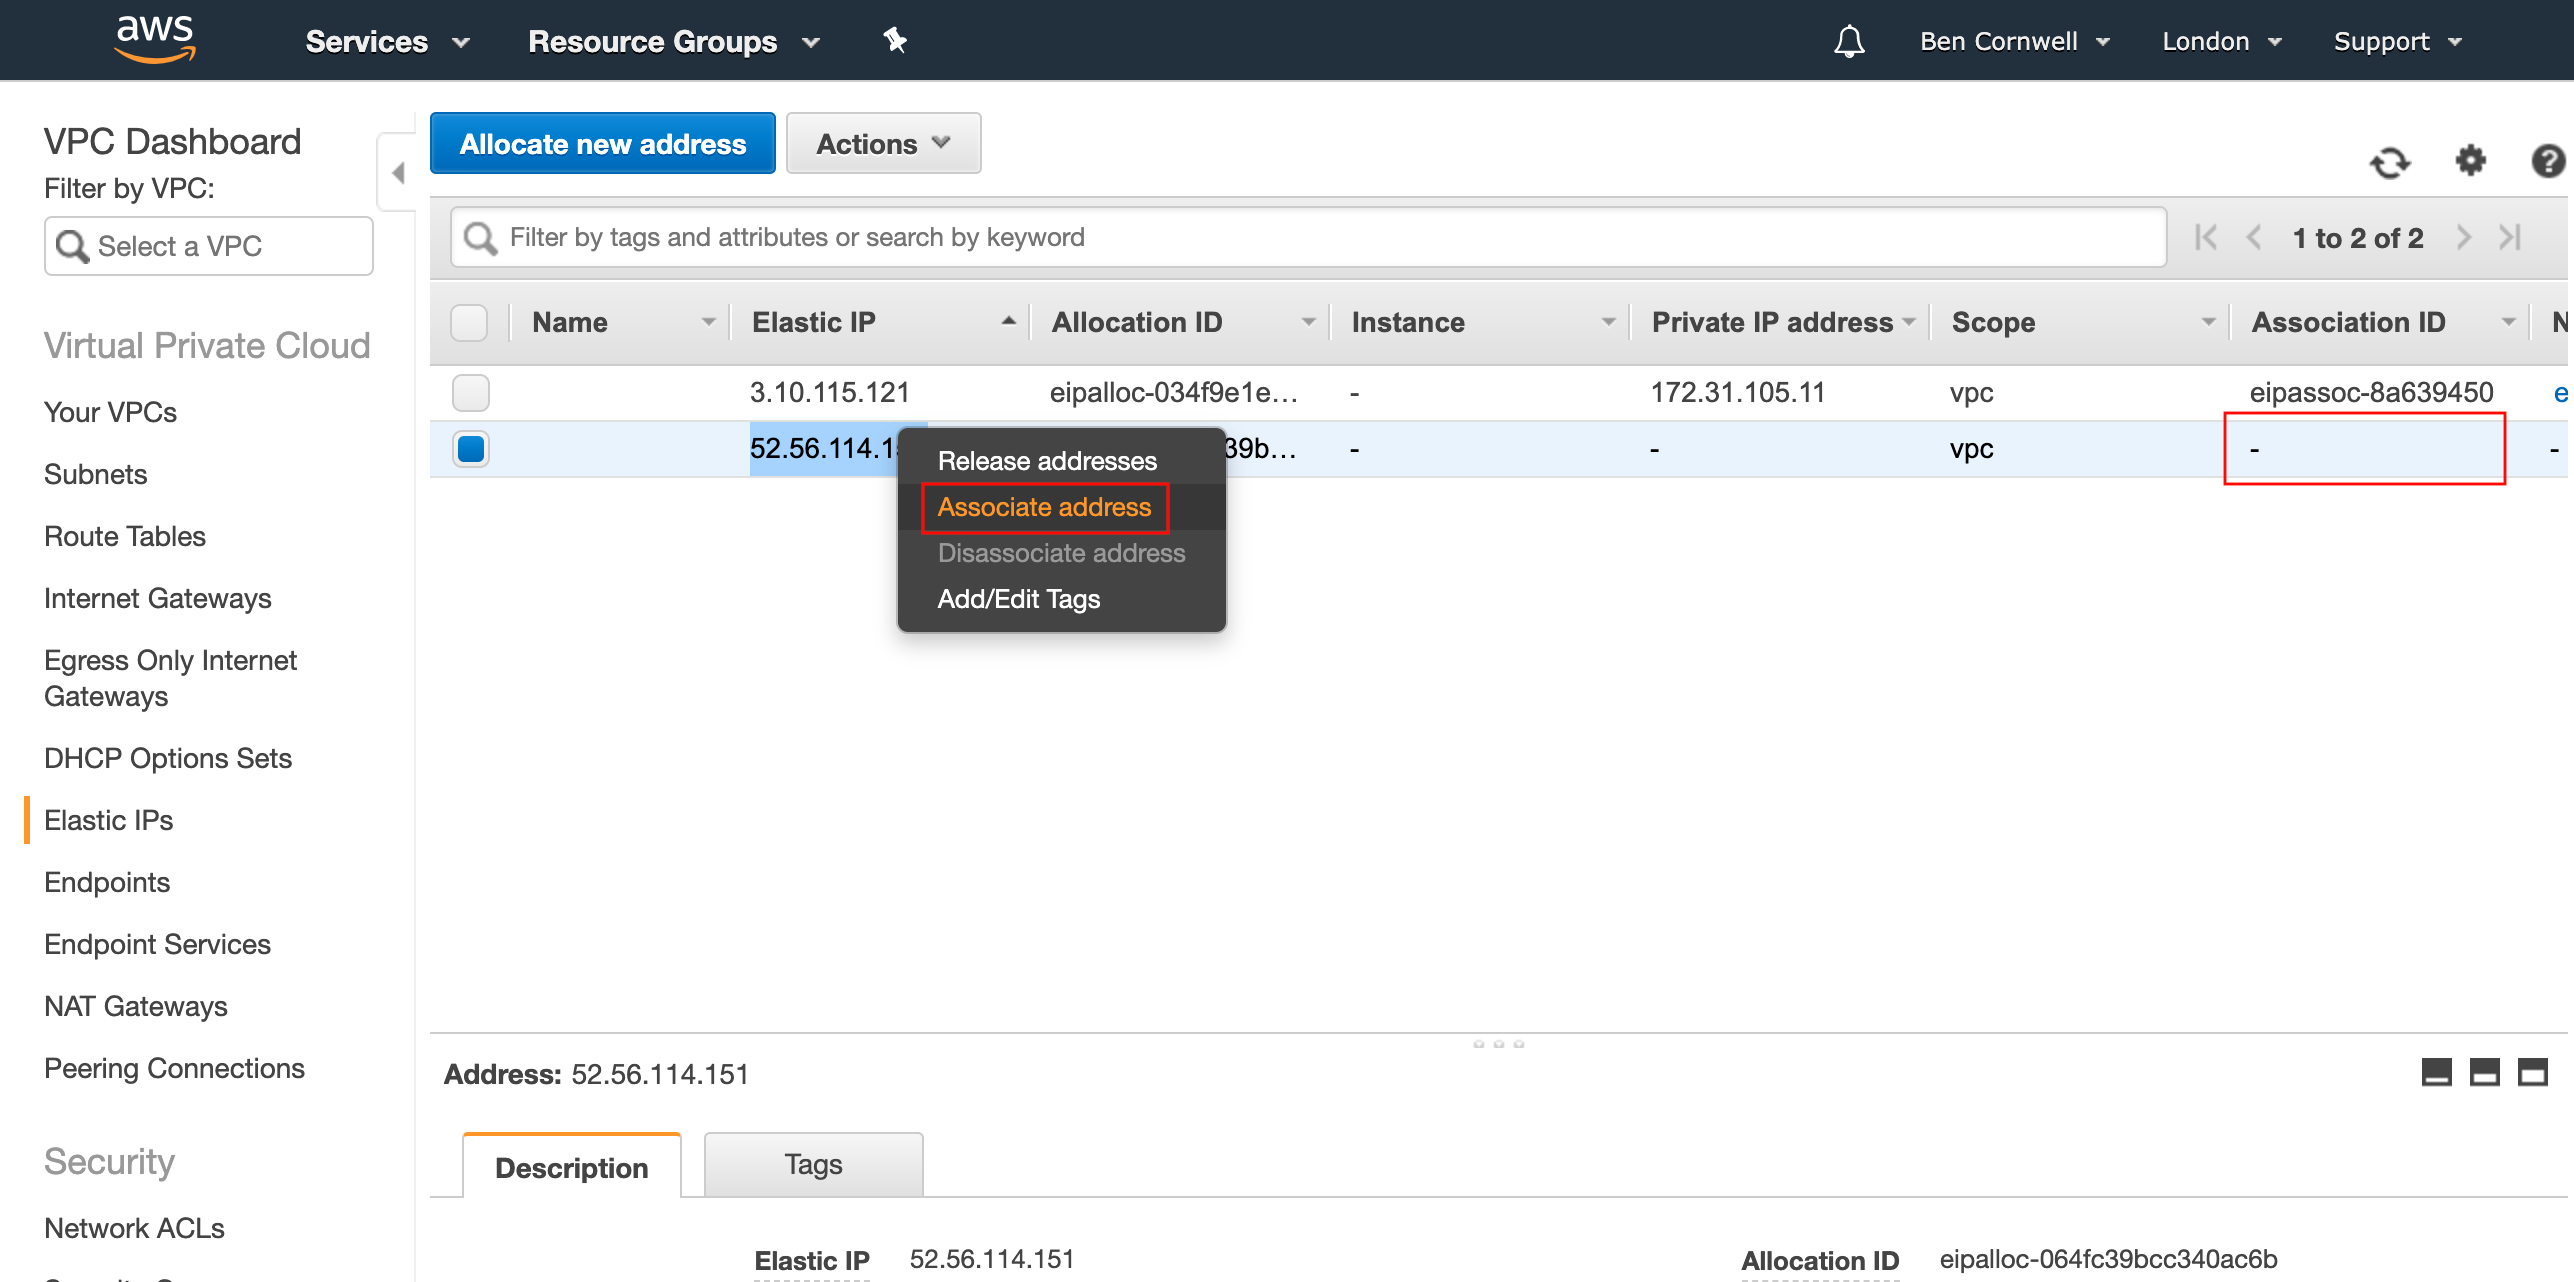 aws Services Resource Groups Ben Cornwell London Support
VPC Dashboard
Filter by VPC:
Select a VPC
Virtual Private Cloud
Your VPCs
Subnets
Route Tables
Internet Gateways
Egress Only Internet
Gateways
DHCP Options Sets
Elastic IPs
Endpoints
Endpoint Services
NAT Gateways
Peering Connections
Security
Network ACLs
Allocate new address Actions
Filter by tags and attributes or search by keyword 1 to 2 of 2
Name Elastic IP Allocation ID Instance Private IP address Scope Association ID N
3.10.115.121 eipalloc-034f9e1e... - 172.31.105.11 vpc eipassoc-8a639450 e
52.56.114.1 39b... - - vpc - -
Release addresses
Associate address
Disassociate address
Add/Edit Tags
Address: 52.56.114.151
Description Tags
Elastic IP 52.56.114.151 Allocation ID eipalloc-064fc39bcc340ac6b